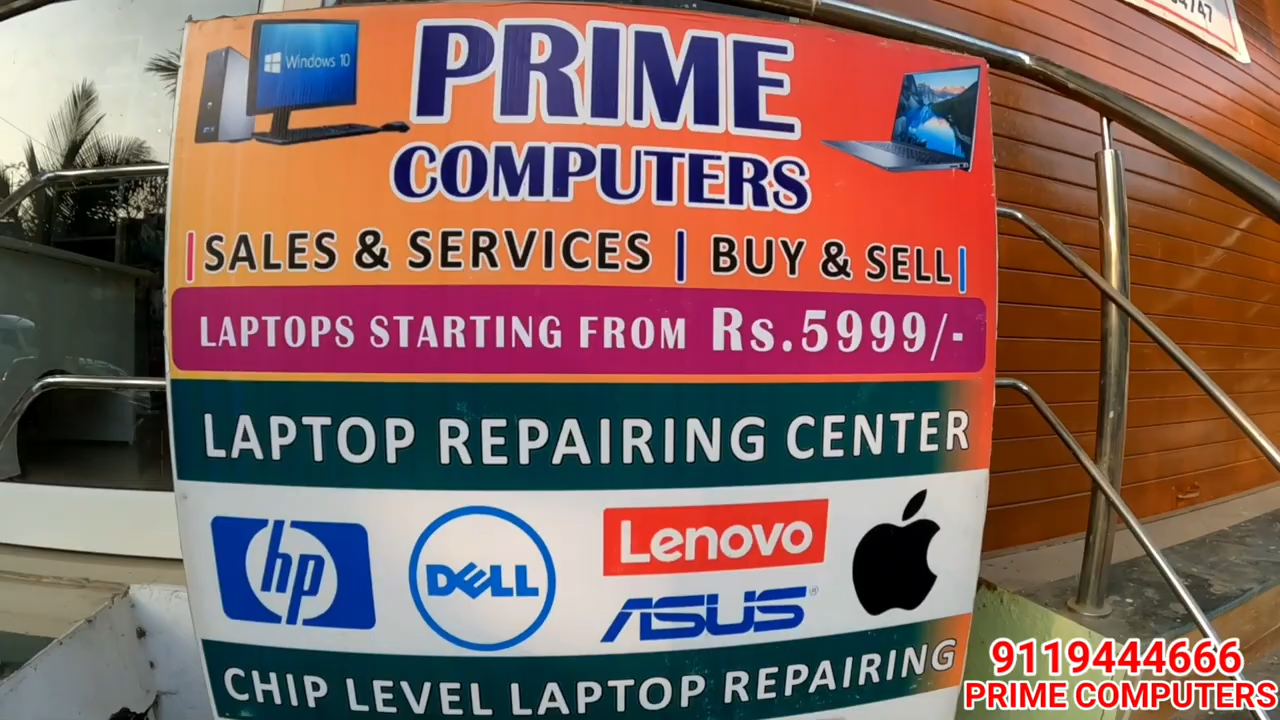 Windows 10
PRIME
COMPUTERS
|SALES & SERVICES | BUY & SELL|
LAPTOPS STARTING FROM Rs.5999/-
LAPTOP REPAIRING CENTER
hp
DELL
Lenovo
ASUS®
CHIP LEVEL LAPTOP REPAIRING
9119444666
PRIME COMPUTERS